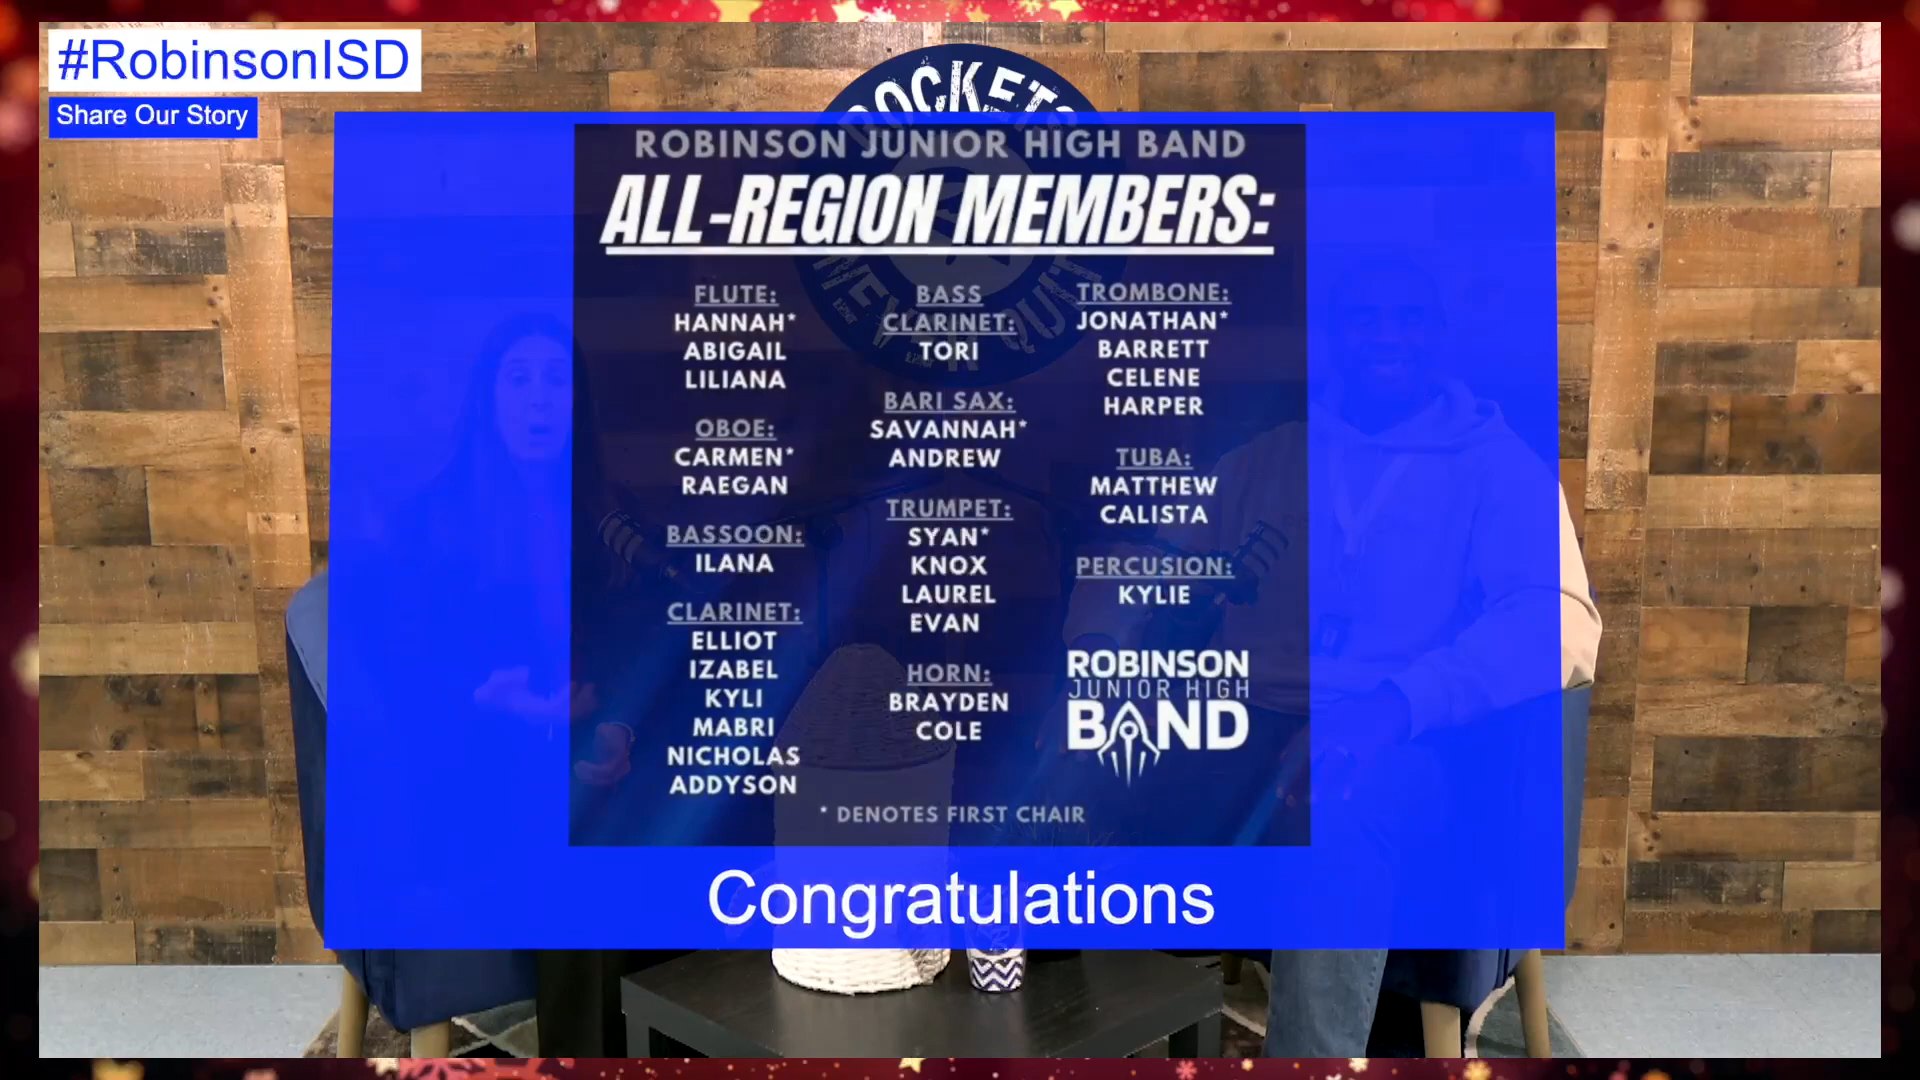 #RobinsonISD
Share Our Story
ROCKETS
ROBINSON JUNIOR HIGH BAND
ALL-REGION MEMBERS:
FLUTE:
HANNAH*
ABIGAIL
LILIANA
OBOE:
CARMEN*
RAEGAN
BASSOON:
ILANA
CLARINET:
ELLIOT
IZABEL
KYLI
MABRI
NICHOLAS
ADDYSON
BASS
CLARINET:
TORI
BARI SAX:
SAVANNAH*
ANDREW
TRUMPET:
SYAN*
KNOX
LAUREL
EVAN
HORN:
BRAYDEN
COLE
TROMBONE:
JONATHAN*
BARRETT
CELENE
HARPER
TUBA:
MATTHEW
CALISTA
PERCUSION:
KYLIE
ROBINSON
JUNIOR HIGH
BAND
* DENOTES FIRST CHAIR
Congratulations